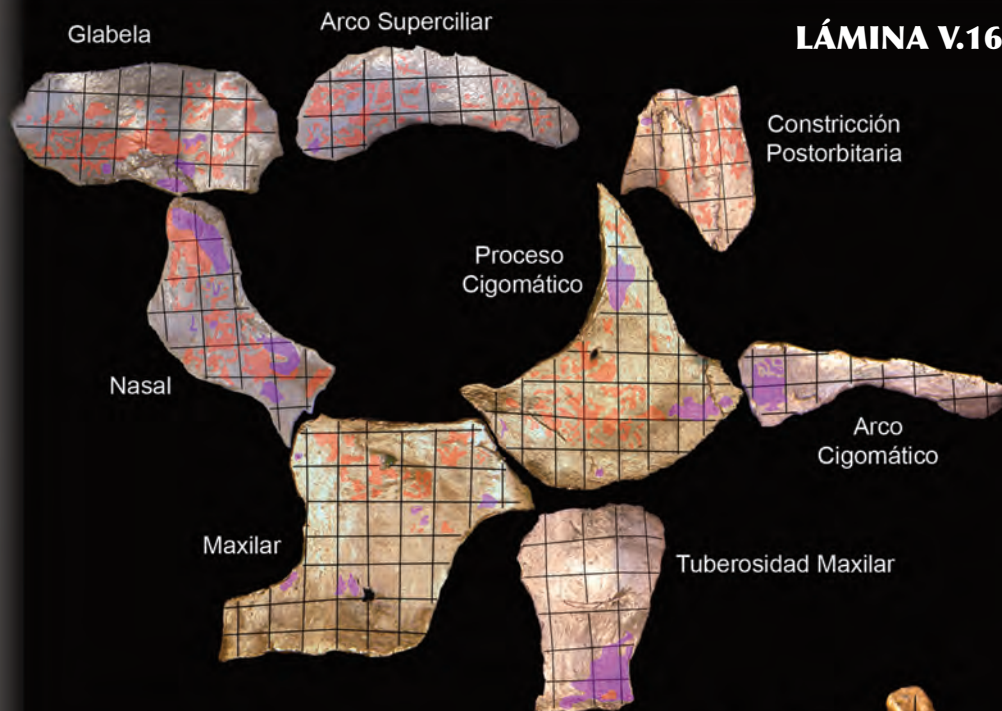 LÁMINA V.16
Glabela
Arco Superciliar
Constricción
Postorbitaria
Proceso
Cigomático
Nasal
Arco
Cigomático
Maxilar
Tuberosidad Maxilar